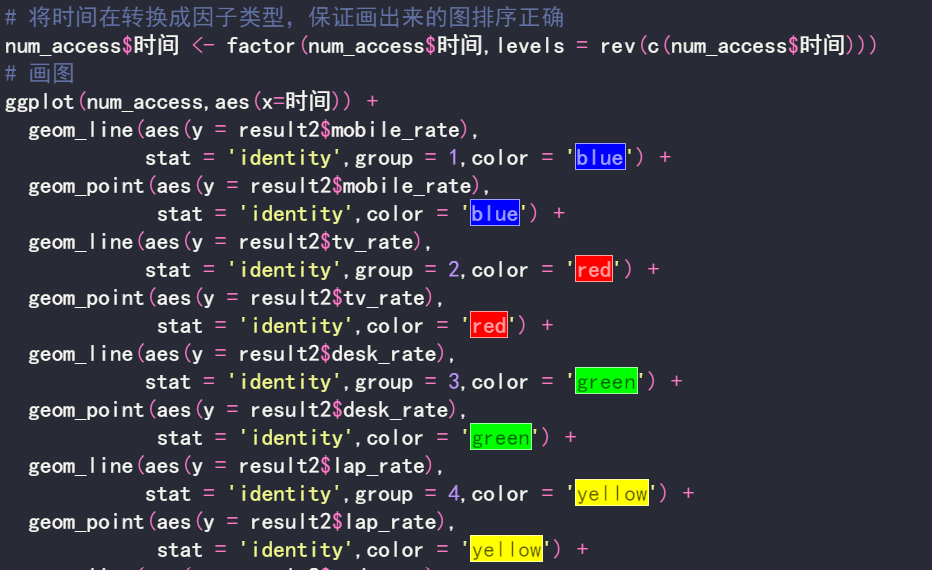 # 将时间在转换成因子类型，保证画出来的图排序正确
num_access$时间 <- factor(num_access$时间,levels = rev(c(num_access$时间)))
# 画图
ggplot(num_access,aes(x=时间)) +
  geom_line(aes(y = result2$mobile_rate),
            stat = 'identity',group = 1,color = 'blue') +
  geom_point(aes(y = result2$mobile_rate),
             stat = 'identity',color = 'blue') +
  geom_line(aes(y = result2$tv_rate),
            stat = 'identity',group = 2,color = 'red') +
  geom_point(aes(y = result2$tv_rate),
             stat = 'identity',color = 'red') +
  geom_line(aes(y = result2$desk_rate),
            stat = 'identity',group = 3,color = 'green') +
  geom_point(aes(y = result2$desk_rate),
             stat = 'identity',color = 'green') +
  geom_line(aes(y = result2$lap_rate),
            stat = 'identity',group = 4,color = 'yellow') +
  geom_point(aes(y = result2$lap_rate),
             stat = 'identity',color = 'yellow') +